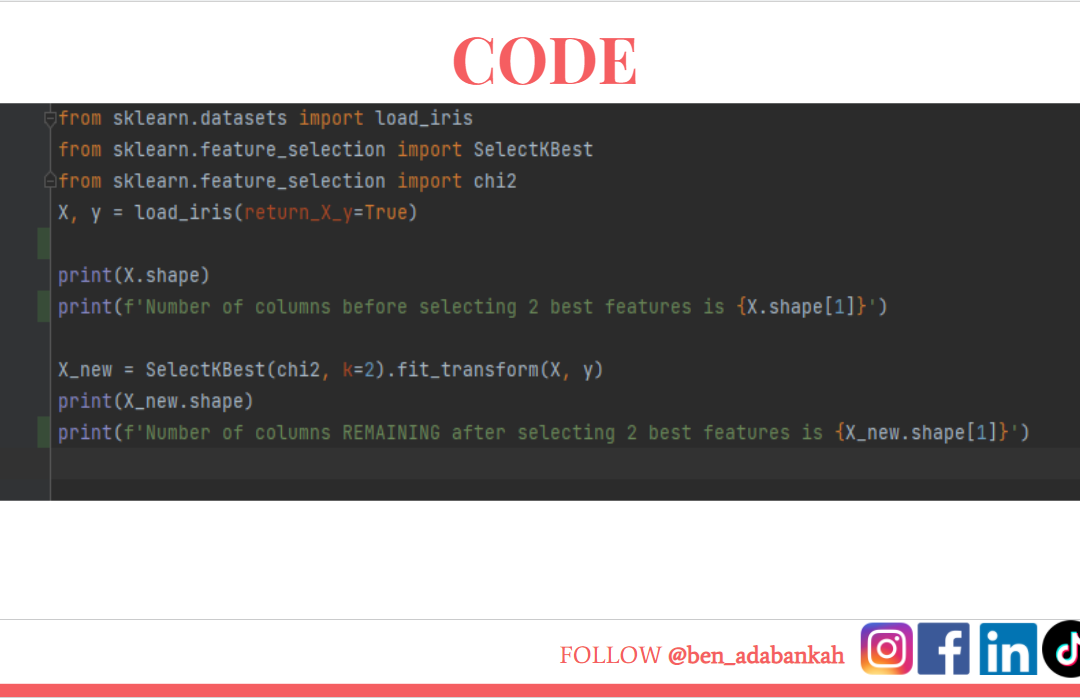 CODE
from sklearn.datasets import load_iris
from sklearn.feature_selection import SelectKBest
from sklearn.feature_selection import chi2
X, y = load_iris(return_X_y=True)
print(X.shape)
print(f'Number of columns before selecting 2 best features is {X.shape[1]}')
X_new = SelectKBest(chi2, k=2).fit_transform(X, y)
print(X_new.shape)
print(f'Number of columns REMAINING after selecting 2 best features is {X_new.shape[1]}')
FOLLOW @ben_adabankah